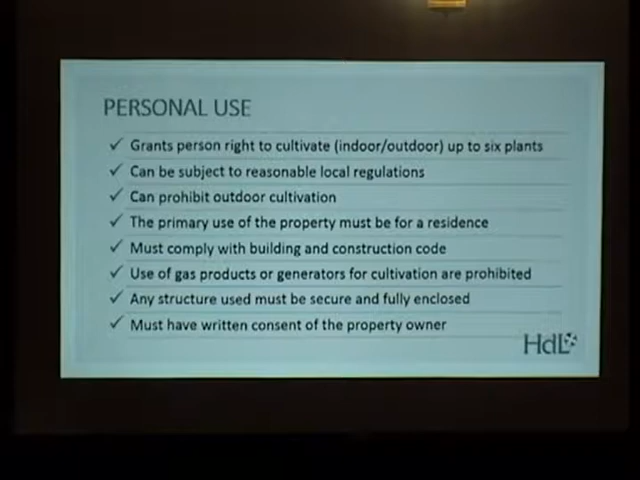 PERSONAL USE
✓ Grants person right to cultivate (indoor/outdoor) up to six plants
✓ Can be subject to reasonable local regulations
✓ Can prohibit outdoor cultivation
✓ The primary use of the property must be for a residence
✓ Must comply with building and construction code
✓ Use of gas products or generators for cultivation are prohibited
✓ Any structure used must be secure and fully enclosed
✓ Must have written consent of the property owner
HdL